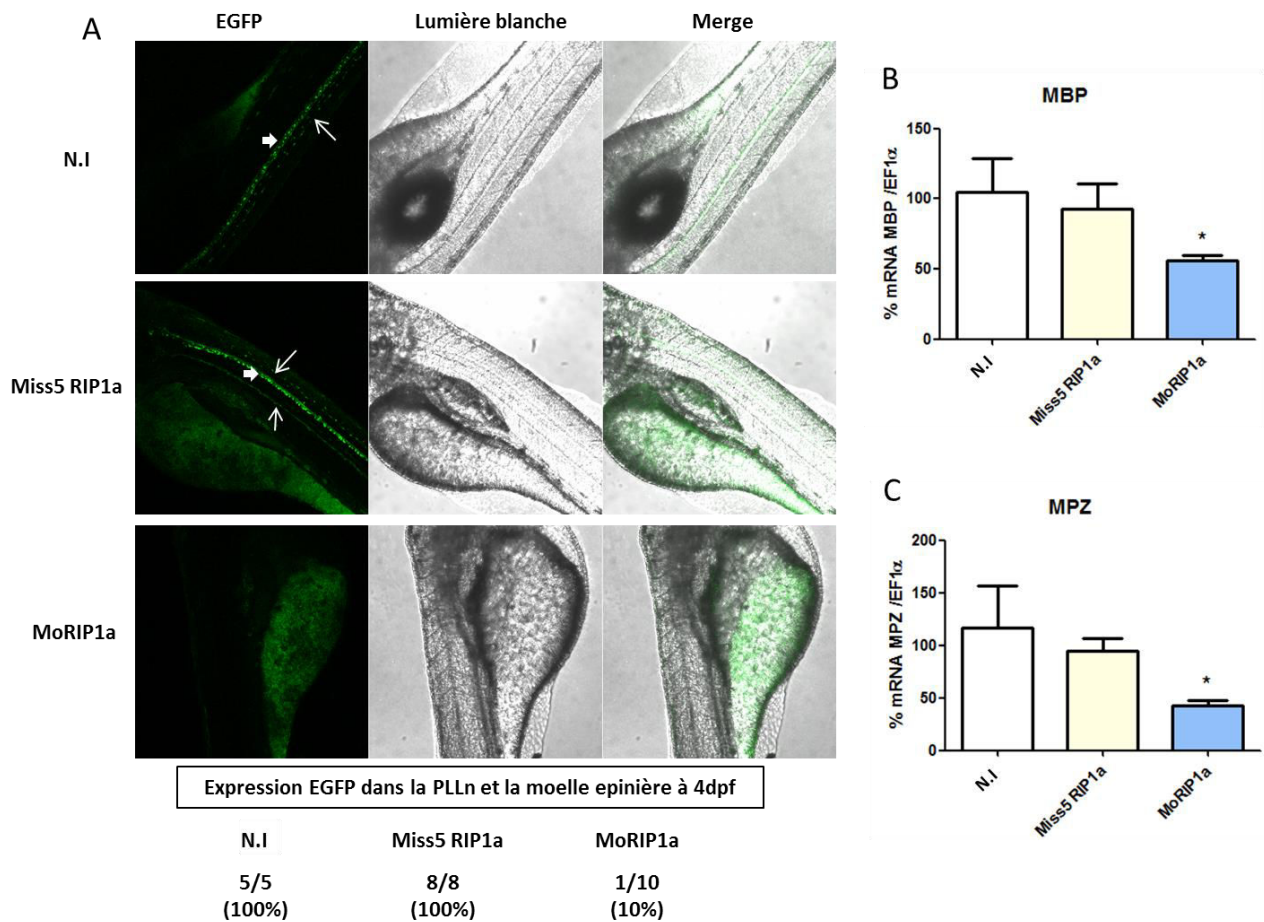 A
EGFP
Lumière blanche
Merge
N.I
Miss5 RIP1a
MoRIP1a
Expression EGFP dans la PLLn et la moelle epinière à 4dpf
N.I
Miss5 RIP1a
MoRIP1a
5/5
8/8
1/10
(100%)
(100%)
(10%)
B
MBP
% mRNA MBP /EF1α
150
100
50
0
*
N.I
Miss5 RIP1a
MoRIP1a
C
MPZ
% mRNA MPZ /EF1α
200
150
100
50
0
*
N.I
Miss5 RIP1a
MoRIP1a